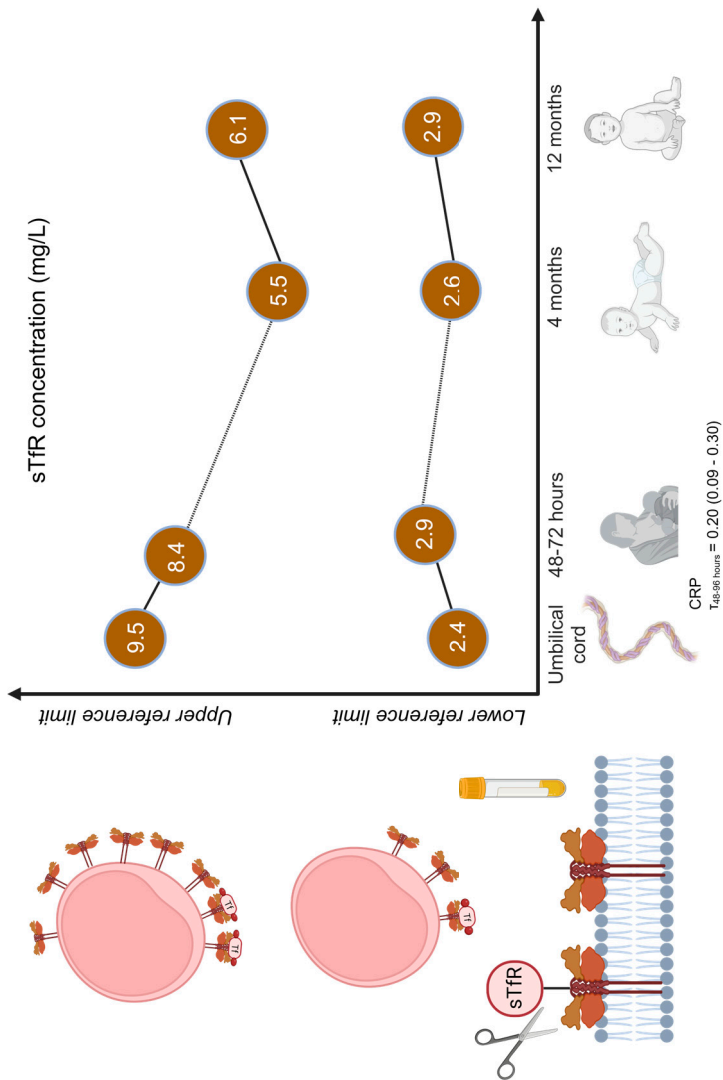 sTfR concentration (mg/L)
Upper reference limit
9.5
8.4
5.5
6.1
Lower reference limit
2.4
2.9
2.6
2.9
Umbilical
cord
48-72 hours
4 months
12 months
CRP
T48-96 hours = 0.20 (0.09 - 0.30)
Tf
Tf
Tf
sTfR